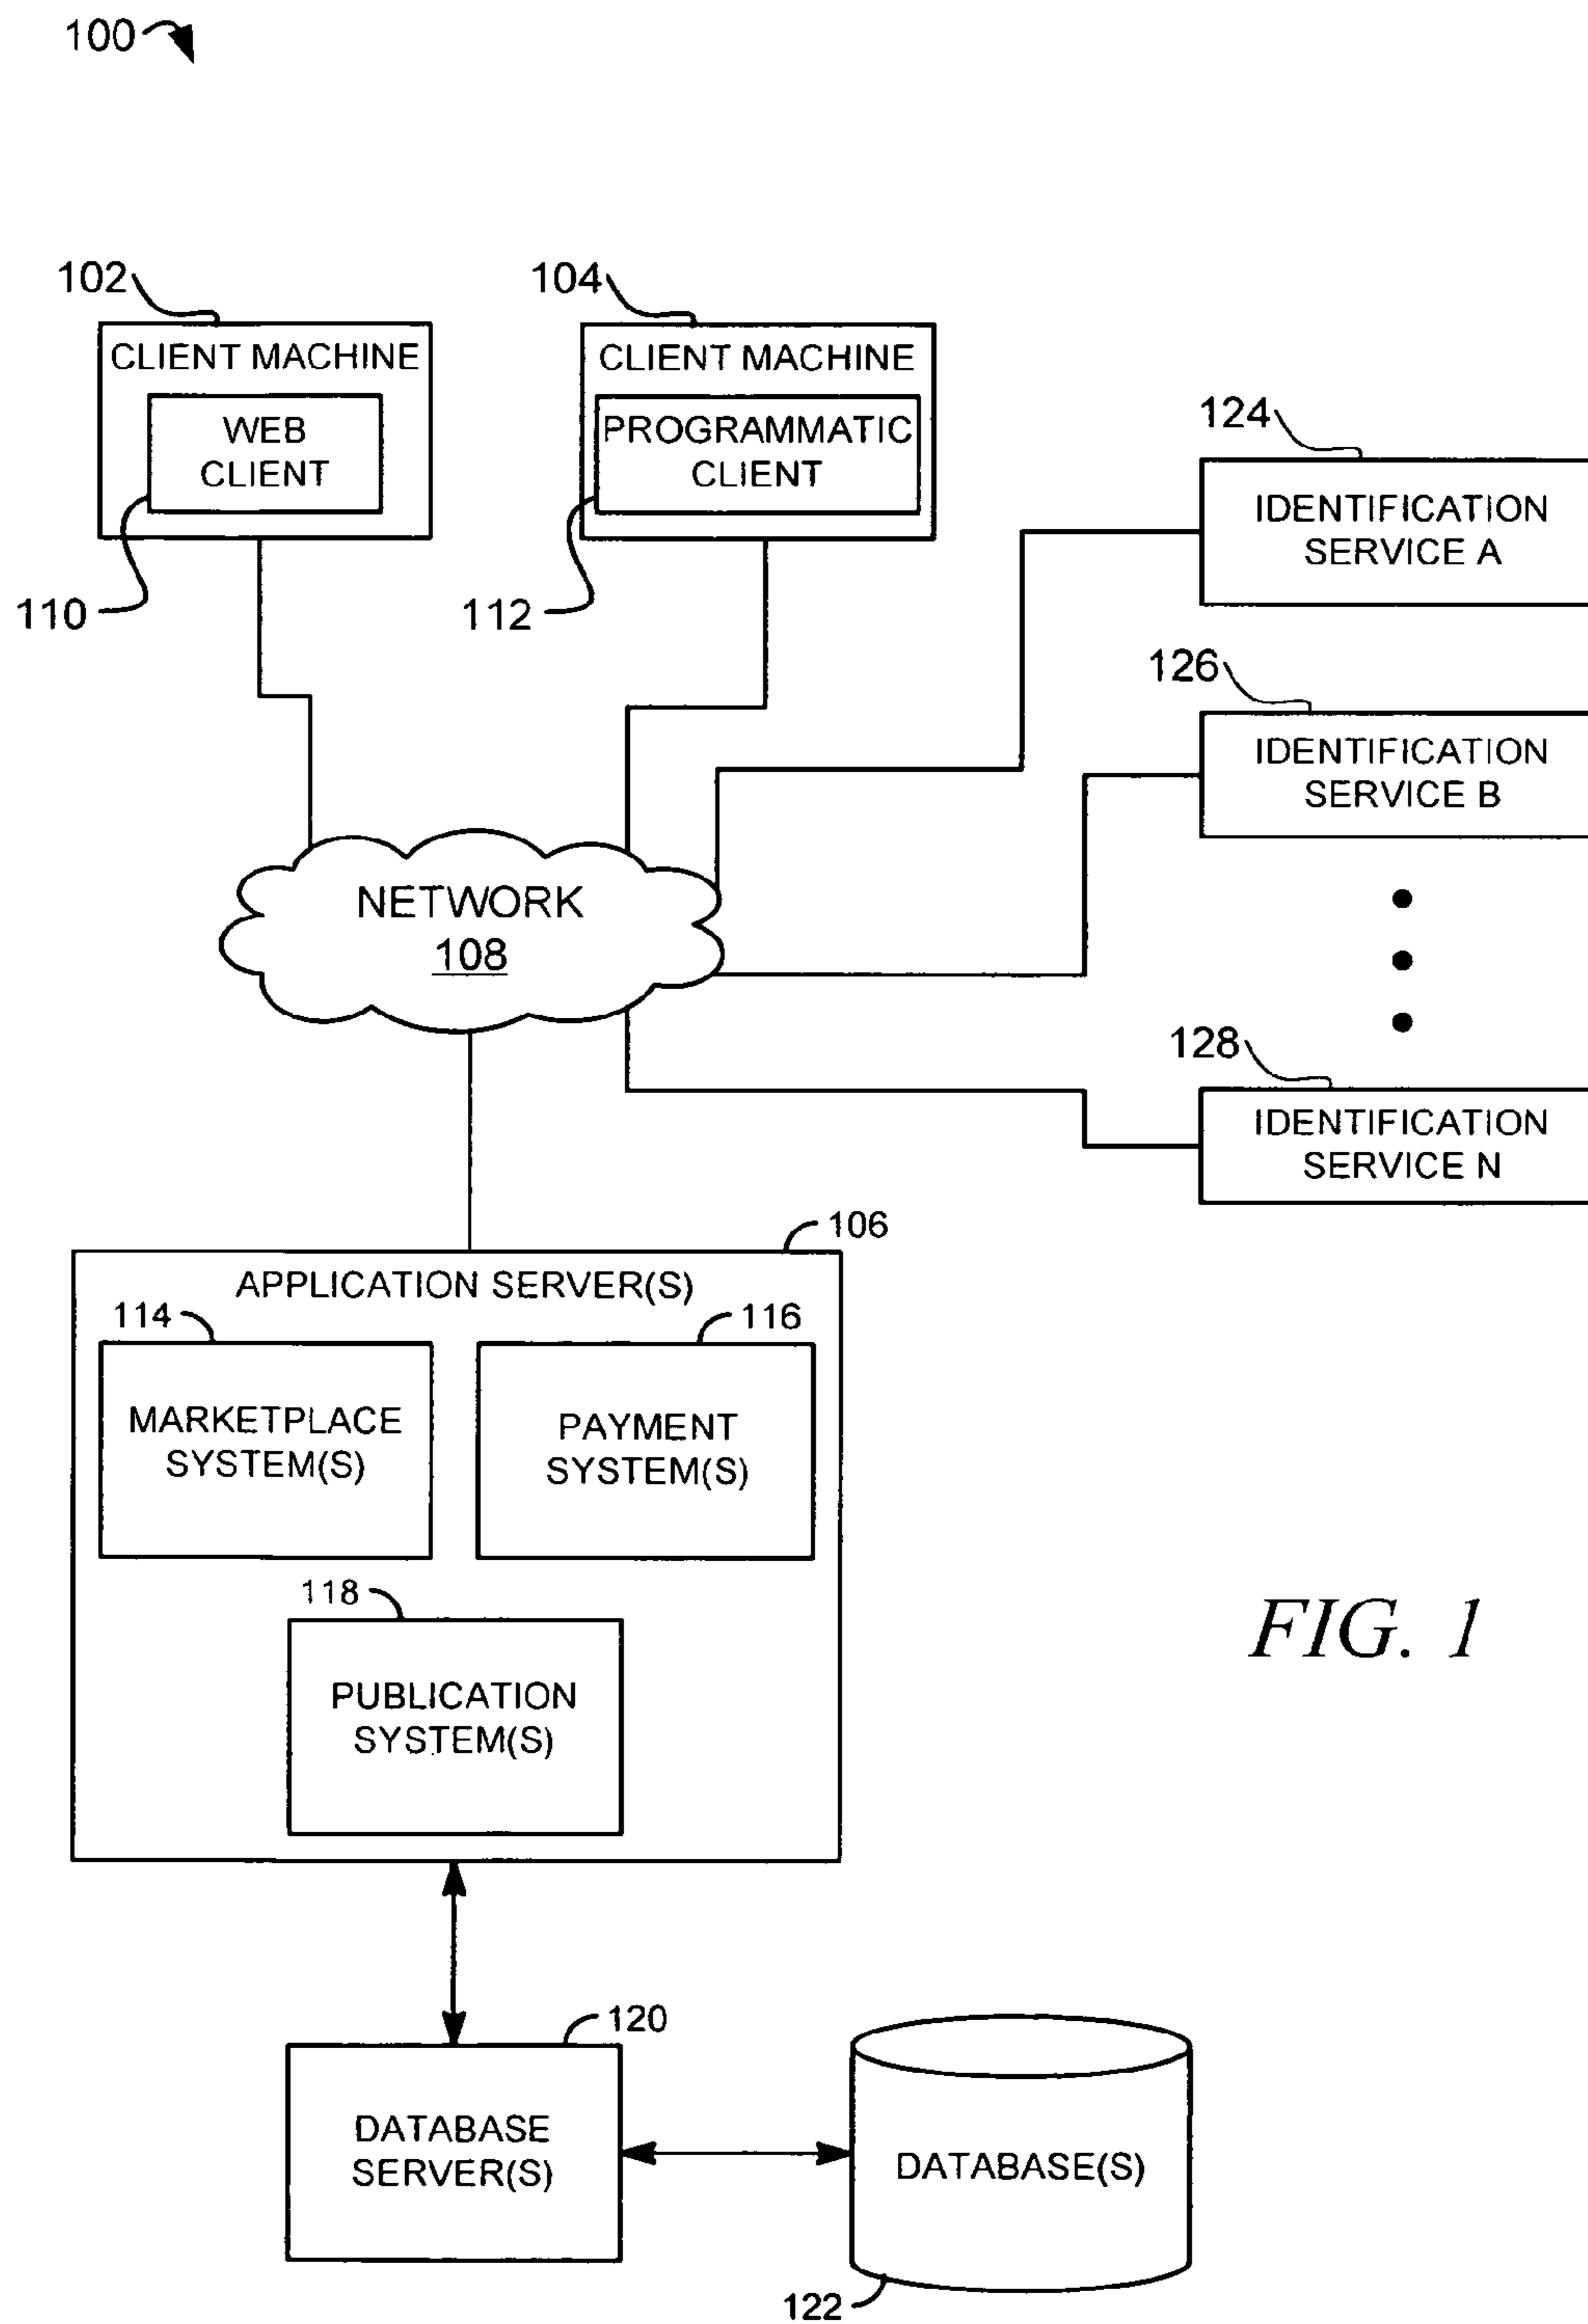 100
102
104
CLIENT MACHINE
WEB
CLIENT
110
CLIENT MACHINE
PROGRAMMATIC
CLIENT
112
124
IDENTIFICATION
SERVICE A
126
IDENTIFICATION
SERVICE B
NETWORK
108
128
IDENTIFICATION
SERVICE N
106
APPLICATION SERVER(S)
114
MARKETPLACE
SYSTEM(S)
116
PAYMENT
SYSTEM(S)
118
PUBLICATION
SYSTEM(S)
FIG. 1
120
DATABASE
SERVER(S)
DATABASE(S)
122